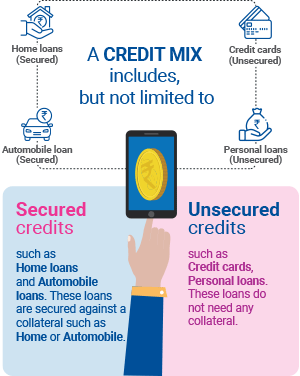 Home loans
(Secured)
A CREDIT MIX
includes,
but not limited to
Credit cards
(Unsecured)
Automobile loan
(Secured)
Personal loans
(Unsecured)
Secured
credits
such as
Home loans
and Automobile
loans. These loans
are secured against a
collateral such as
Home or Automobile.
Unsecured
credits
such as
Credit cards,
Personal loans.
These loans do
not need any
collateral.